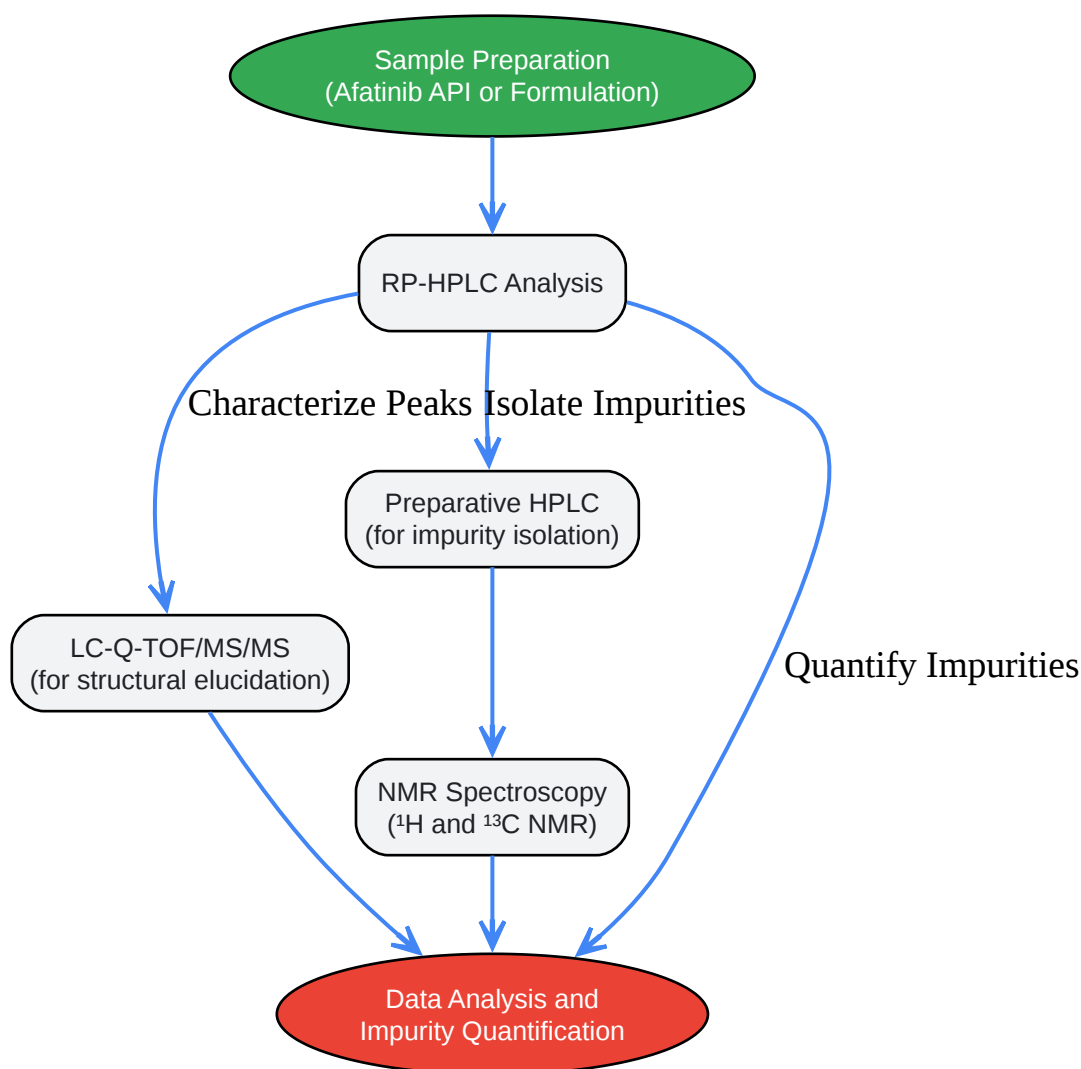 Sample Preparation
(Afatinib API or Formulation)
RP-HPLC Analysis
Characterize Peaks
Isolate Impurities
Preparative HPLC
(for impurity isolation)
LC-Q-TOF/MS/MS
(for structural elucidation)
Quantify Impurities
NMR Spectroscopy
(¹H and ¹³C NMR)
Data Analysis and
Impurity Quantification